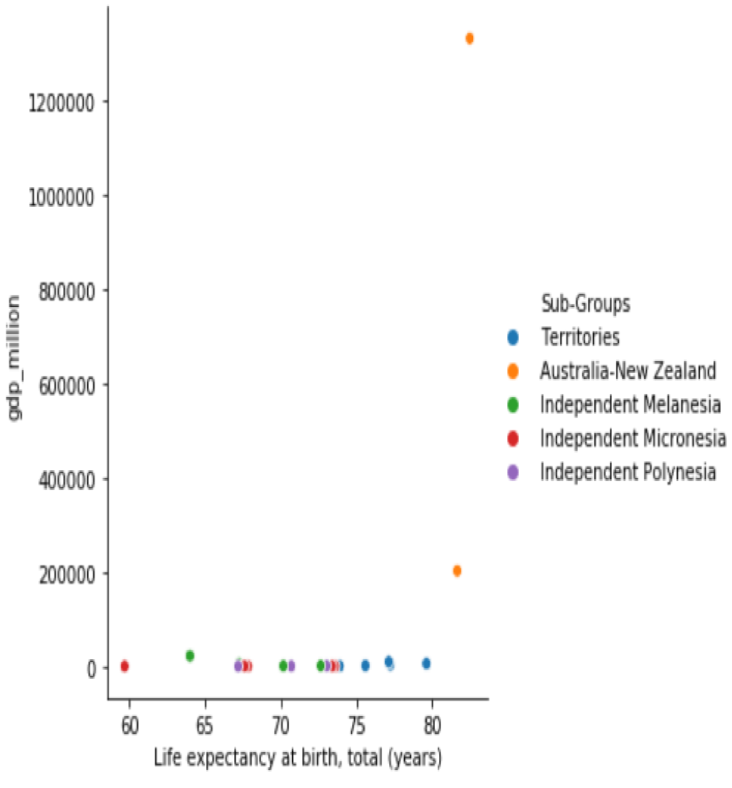 1200000
1000000
800000
600000
400000
200000
0
gdp_million
60 65 70 75 80
Life expectancy at birth, total (years)
Sub-Groups
Territories
Australia-New Zealand
Independent Melanesia
Independent Micronesia
Independent Polynesia